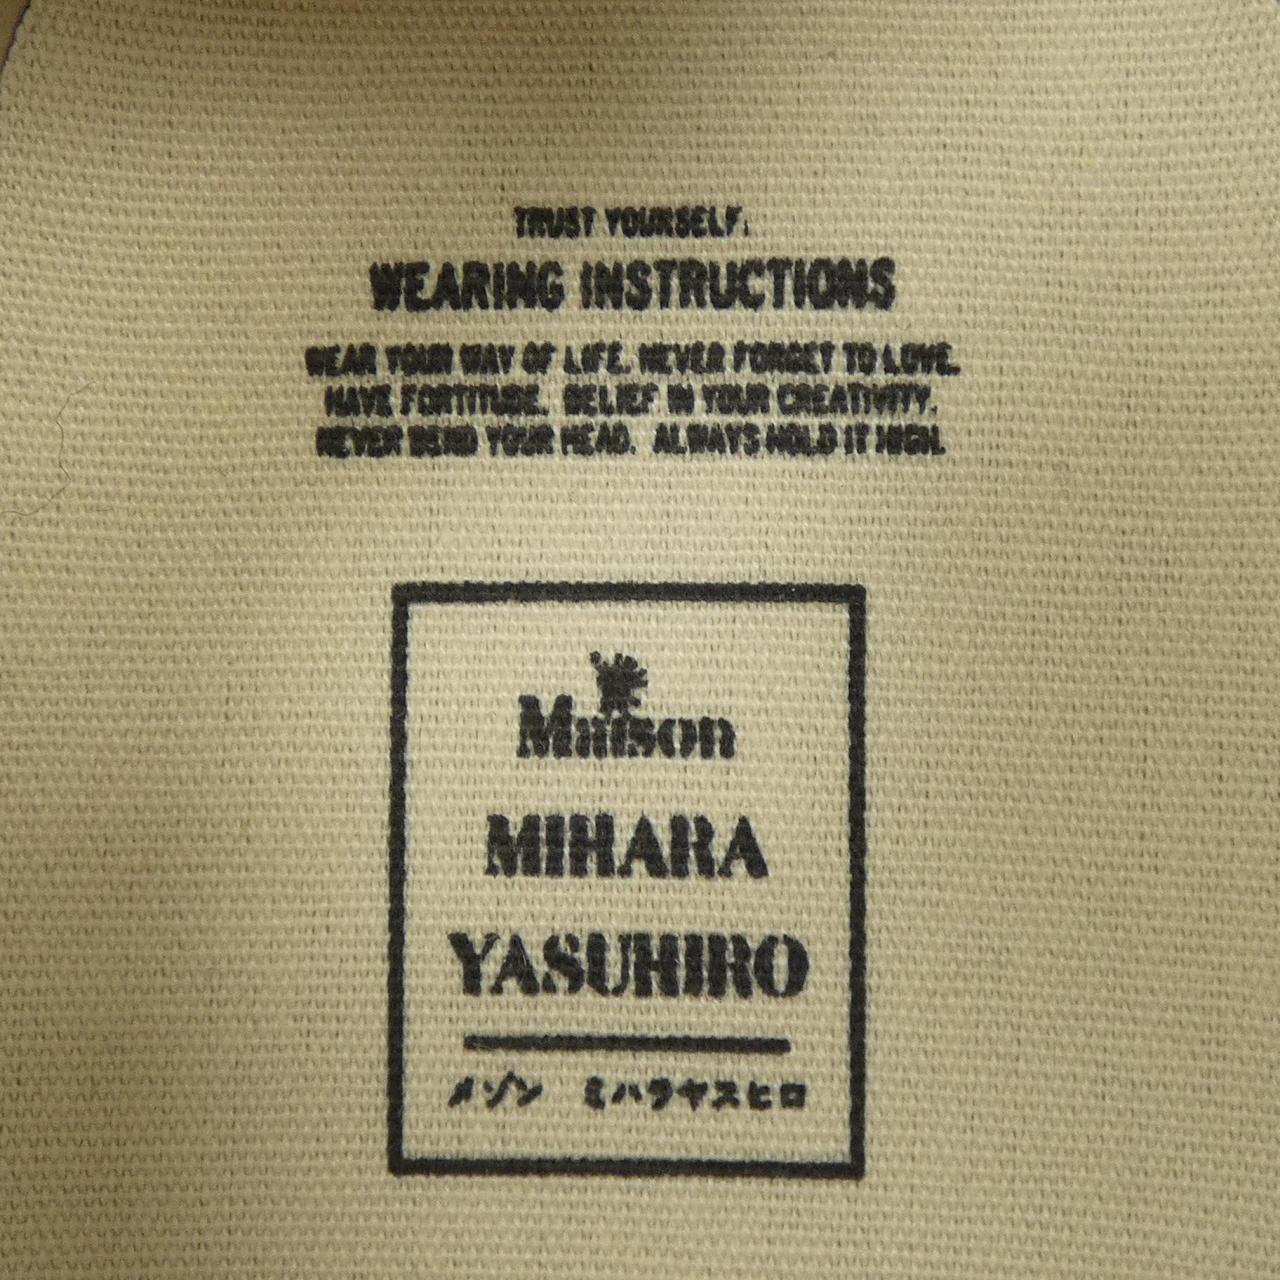 TRUST YOURSELF.
WEARING INSTRUCTIONS
WEAR YOUR WAY OF LIFE. NEVER FORGET TO LOVE.
HAVE FORTITUDE. BELIEF IN YOUR CREATIVITY.
NEVER BEND YOUR HEAD. ALWAYS HOLD IT HIGH.
Maison
MIHARA
YASUHIRO
メゾン ミハラヤスヒロ